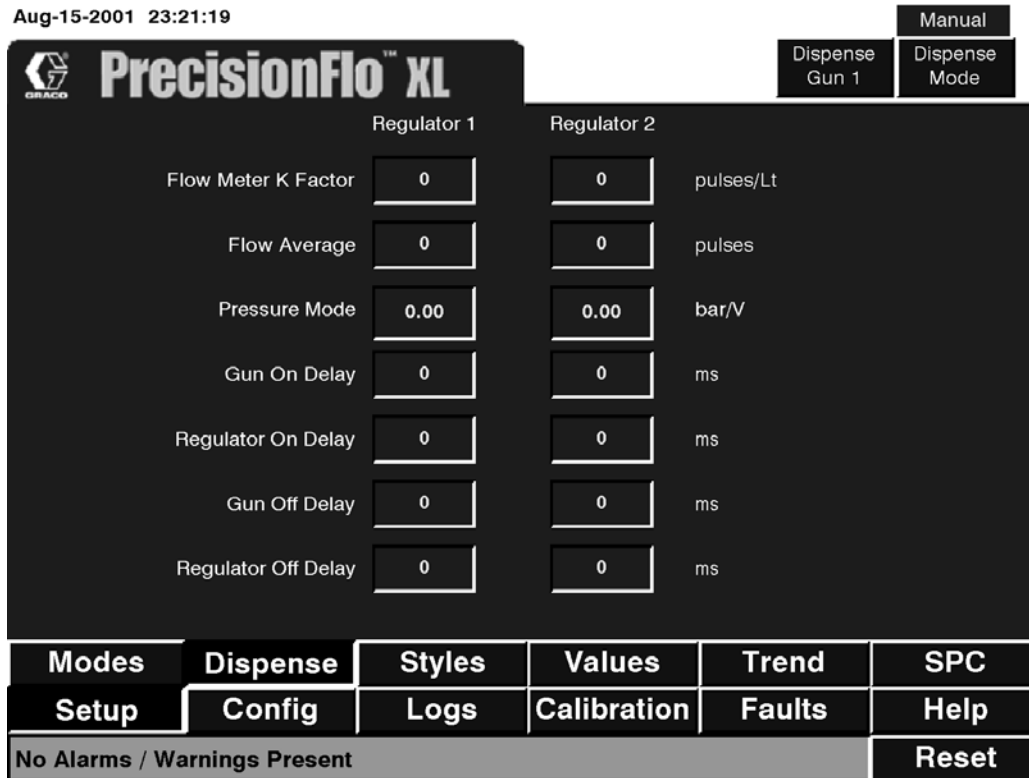 Aug-15-2001 23:21:19
Manual
GRACO
PrecisionFlo™ XL
Dispense Gun 1
Dispense Mode
Regulator 1 Regulator 2
Flow Meter K Factor 0 0 pulses/Lt
Flow Average 0 0 pulses
Pressure Mode 0.00 0.00 bar/V
Gun On Delay 0 0 ms
Regulator On Delay 0 0 ms
Gun Off Delay 0 0 ms
Regulator Off Delay 0 0 ms
Modes Dispense Styles Values Trend SPC
Setup Config Logs Calibration Faults Help
No Alarms / Warnings Present Reset